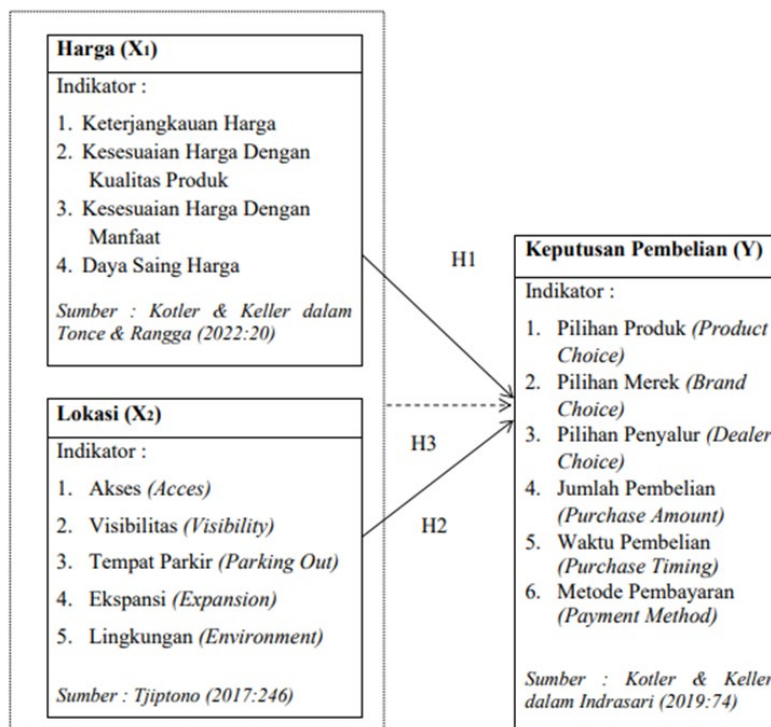 Harga (X1)
Indikator :
1. Keterjangkauan Harga
2. Kesesuaian Harga Dengan
Kualitas Produk
3. Kesesuaian Harga Dengan
Manfaat
4. Daya Saing Harga
Sumber : Kotler & Keller dalam
Tonce & Rangga (2022:20)
Lokasi (X2)
Indikator :
1. Akses (Acces)
2. Visibilitas (Visibility)
3. Tempat Parkir (Parking Out)
4. Ekspansi (Expansion)
5. Lingkungan (Environment)
Sumber : Tjiptono (2017:246)
H1
H3
H2
Keputusan Pembelian (Y)
Indikator :
1. Pilihan Produk (Product
Choice)
2. Pilihan Merek (Brand
Choice)
3. Pilihan Penyalur (Dealer
Choice)
4. Jumlah Pembelian
(Purchase Amount)
5. Waktu Pembelian
(Purchase Timing)
6. Metode Pembayaran
(Payment Method)
Sumber : Kotler & Keller
dalam Indrasari (2019:74)